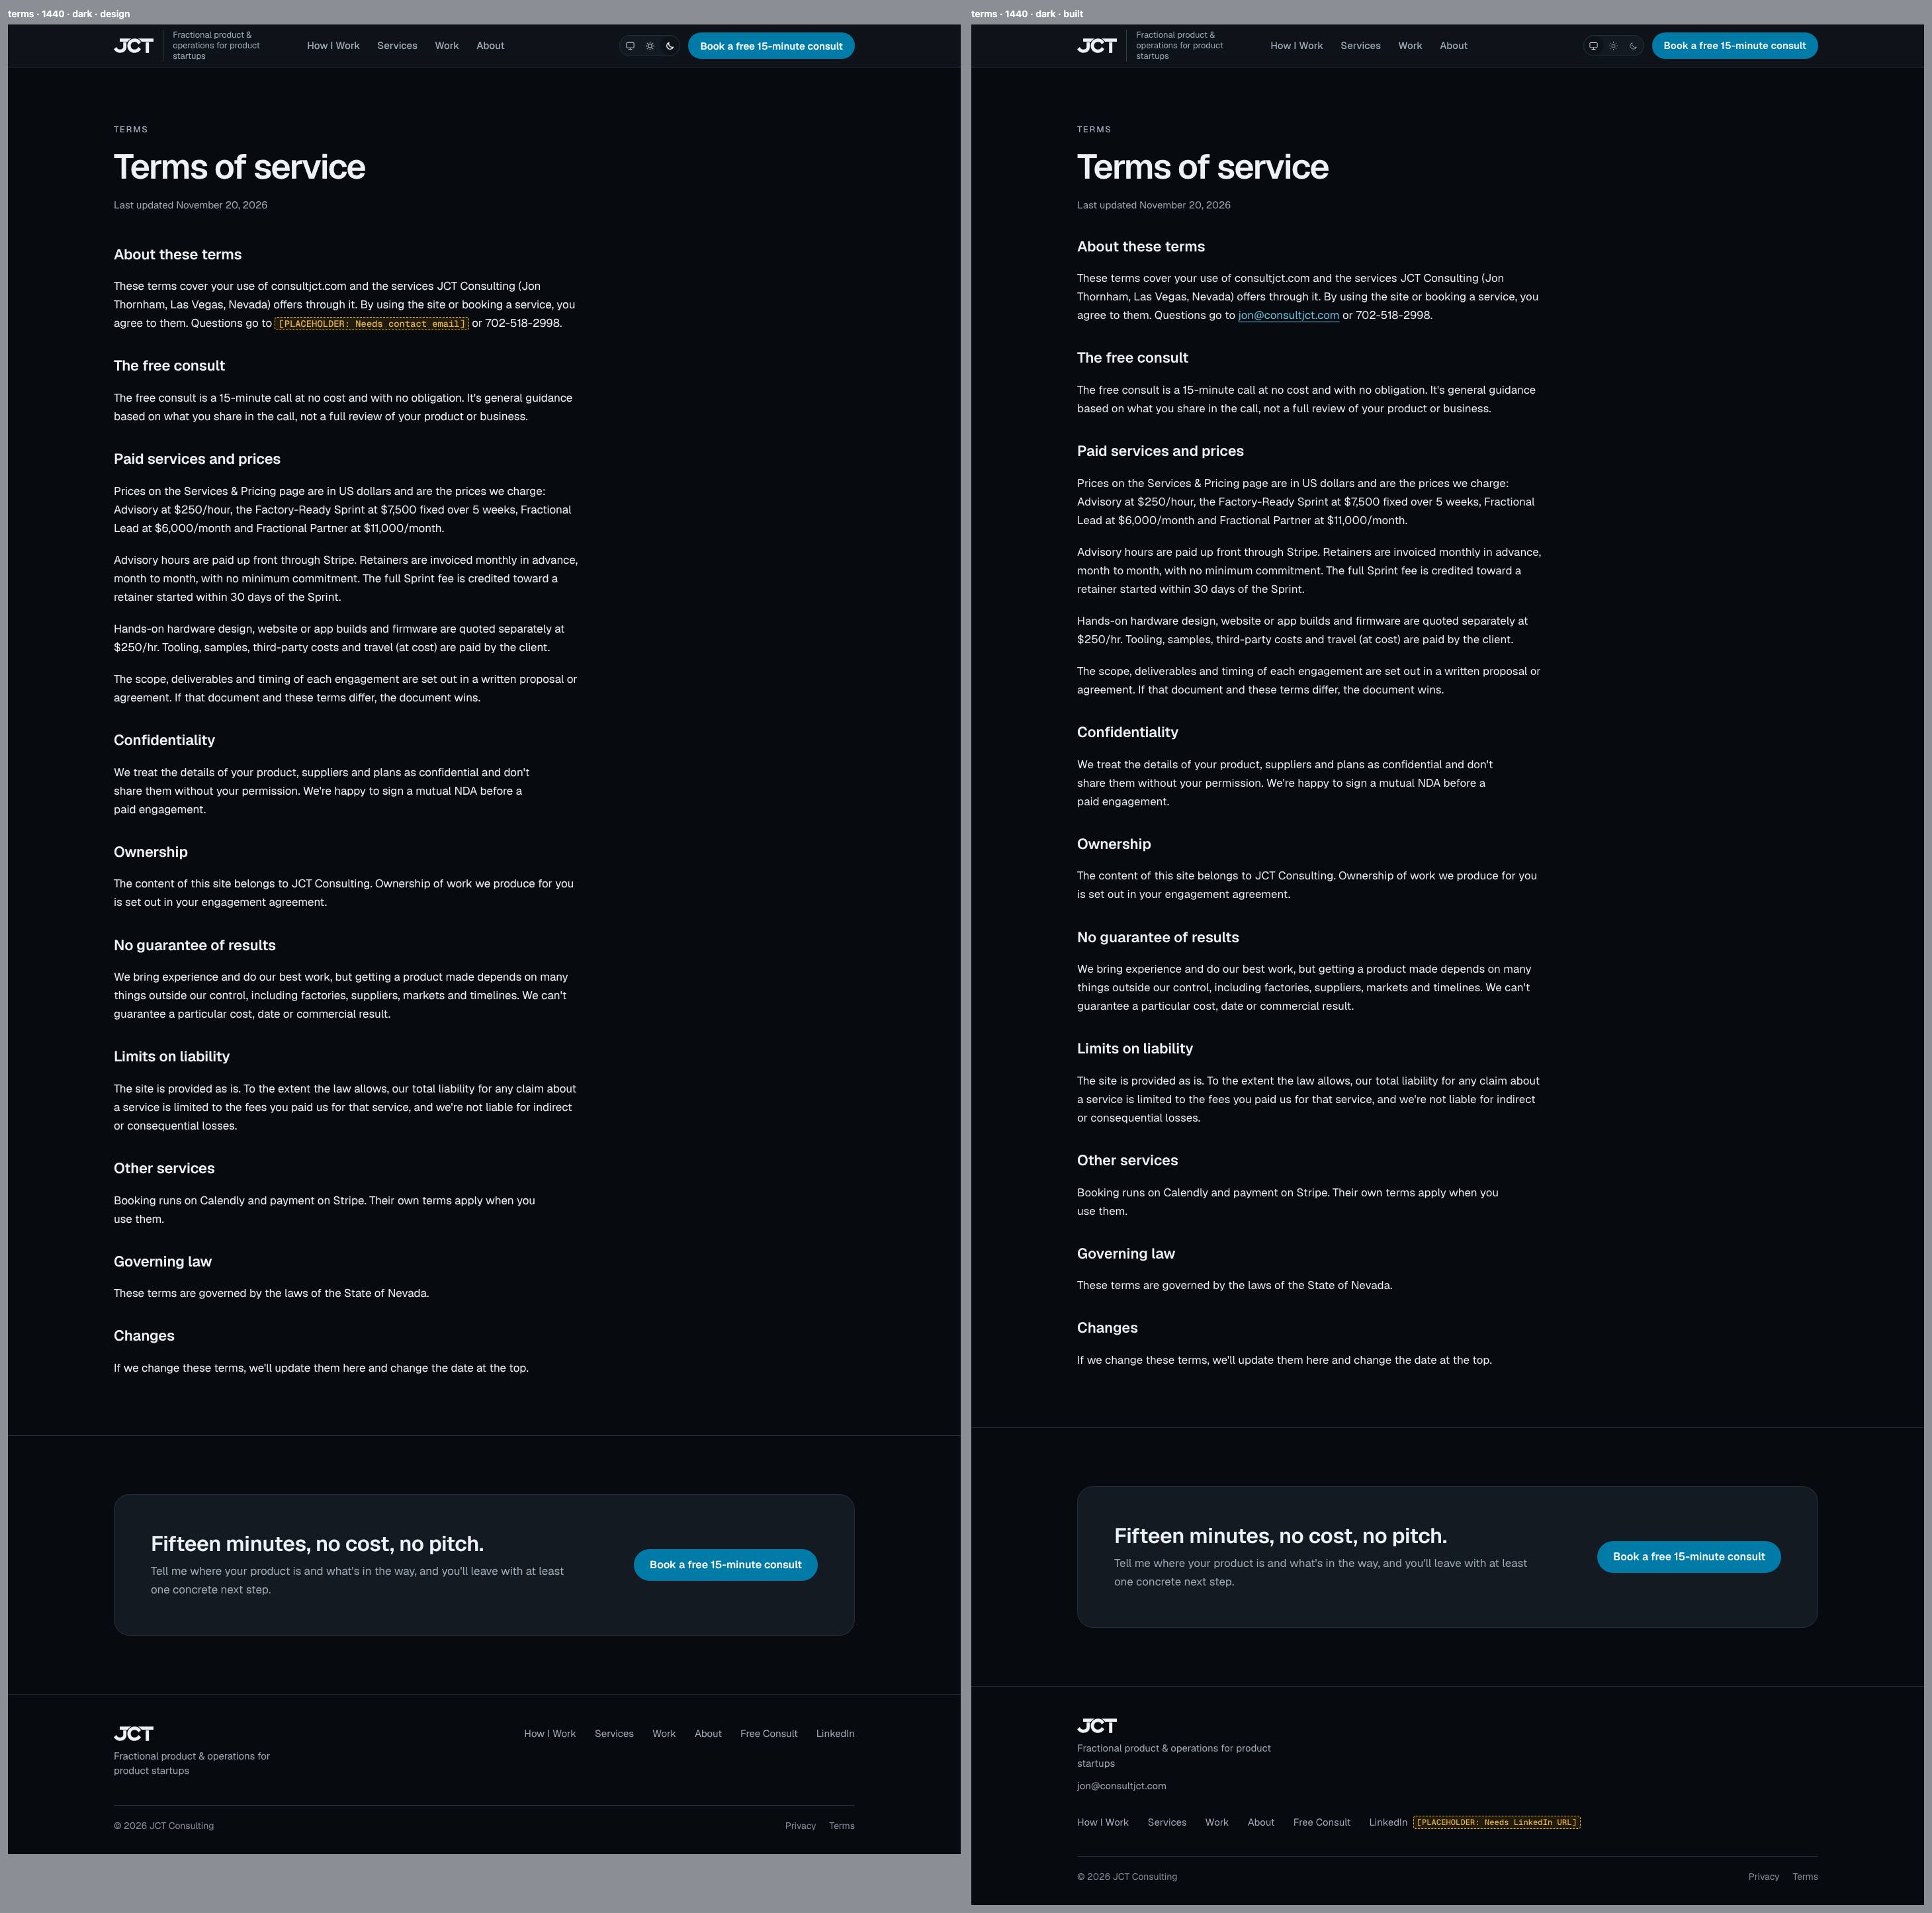 terms · 1440 · dark · design
JCT
Fractional product &
operations for product
startups
How I Work
Services
Work
About
Book a free 15-minute consult
TERMS
Terms of service
Last updated November 20, 2026
About these terms
These terms cover your use of consultjct.com and the services JCT Consulting (Jon
Thornham, Las Vegas, Nevada) offers through it. By using the site or booking a service, you
agree to them. Questions go to [PLACEHOLDER: Needs contact email] or 702-518-2998.
The free consult
The free consult is a 15-minute call at no cost and with no obligation. It's general guidance
based on what you share in the call, not a full review of your product or business.
Paid services and prices
Prices on the Services & Pricing page are in US dollars and are the prices we charge:
Advisory at $250/hour, the Factory-Ready Sprint at $7,500 fixed over 5 weeks, Fractional
Lead at $6,000/month and Fractional Partner at $11,000/month.
Advisory hours are paid up front through Stripe. Retainers are invoiced monthly in advance,
month to month, with no minimum commitment. The full Sprint fee is credited toward a
retainer started within 30 days of the Sprint.
Hands-on hardware design, website or app builds and firmware are quoted separately at
$250/hr. Tooling, samples, third-party costs and travel (at cost) are paid by the client.
The scope, deliverables and timing of each engagement are set out in a written proposal or
agreement. If that document and these terms differ, the document wins.
Confidentiality
We treat the details of your product, suppliers and plans as confidential and don't
share them without your permission. We're happy to sign a mutual NDA before a
paid engagement.
Ownership
The content of this site belongs to JCT Consulting. Ownership of work we produce for you
is set out in your engagement agreement.
No guarantee of results
We bring experience and do our best work, but getting a product made depends on many
things outside our control, including factories, suppliers, markets and timelines. We can't
guarantee a particular cost, date or commercial result.
Limits on liability
The site is provided as is. To the extent the law allows, our total liability for any claim about
a service is limited to the fees you paid us for that service, and we're not liable for indirect
or consequential losses.
Other services
Booking runs on Calendly and payment on Stripe. Their own terms apply when you
use them.
Governing law
These terms are governed by the laws of the State of Nevada.
Changes
If we change these terms, we'll update them here and change the date at the top.
Fifteen minutes, no cost, no pitch.
Tell me where your product is and what's in the way, and you'll leave with at least
one concrete next step.
Book a free 15-minute consult
JCT
Fractional product & operations for
product startups
How I Work
Services
Work
About
Free Consult
LinkedIn
© 2026 JCT Consulting
Privacy
Terms
terms · 1440 · dark · built
JCT
Fractional product &
operations for product
startups
How I Work
Services
Work
About
Book a free 15-minute consult
TERMS
Terms of service
Last updated November 20, 2026
About these terms
These terms cover your use of consultjct.com and the services JCT Consulting (Jon
Thornham, Las Vegas, Nevada) offers through it. By using the site or booking a service, you
agree to them. Questions go to jon@consultjct.com or 702-518-2998.
The free consult
The free consult is a 15-minute call at no cost and with no obligation. It's general guidance
based on what you share in the call, not a full review of your product or business.
Paid services and prices
Prices on the Services & Pricing page are in US dollars and are the prices we charge:
Advisory at $250/hour, the Factory-Ready Sprint at $7,500 fixed over 5 weeks, Fractional
Lead at $6,000/month and Fractional Partner at $11,000/month.
Advisory hours are paid up front through Stripe. Retainers are invoiced monthly in advance,
month to month, with no minimum commitment. The full Sprint fee is credited toward a
retainer started within 30 days of the Sprint.
Hands-on hardware design, website or app builds and firmware are quoted separately at
$250/hr. Tooling, samples, third-party costs and travel (at cost) are paid by the client.
The scope, deliverables and timing of each engagement are set out in a written proposal or
agreement. If that document and these terms differ, the document wins.
Confidentiality
We treat the details of your product, suppliers and plans as confidential and don't
share them without your permission. We're happy to sign a mutual NDA before a
paid engagement.
Ownership
The content of this site belongs to JCT Consulting. Ownership of work we produce for you
is set out in your engagement agreement.
No guarantee of results
We bring experience and do our best work, but getting a product made depends on many
things outside our control, including factories, suppliers, markets and timelines. We can't
guarantee a particular cost, date or commercial result.
Limits on liability
The site is provided as is. To the extent the law allows, our total liability for any claim about
a service is limited to the fees you paid us for that service, and we're not liable for indirect
or consequential losses.
Other services
Booking runs on Calendly and payment on Stripe. Their own terms apply when you
use them.
Governing law
These terms are governed by the laws of the State of Nevada.
Changes
If we change these terms, we'll update them here and change the date at the top.
Fifteen minutes, no cost, no pitch.
Tell me where your product is and what's in the way, and you'll leave with at least
one concrete next step.
Book a free 15-minute consult
JCT
Fractional product & operations for product
startups
jon@consultjct.com
How I Work
Services
Work
About
Free Consult
LinkedIn [PLACEHOLDER: Needs LinkedIn URL]
© 2026 JCT Consulting
Privacy
Terms